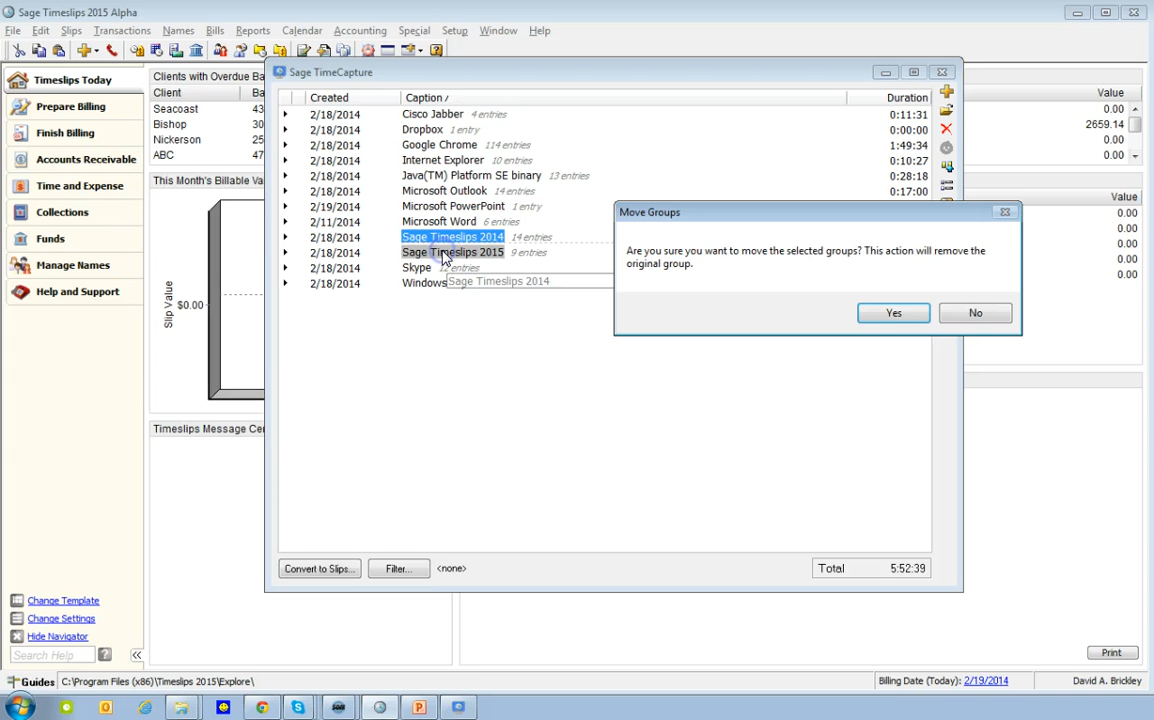 Sage Timeslips 2015 Alpha
File Edit Slips Transactions Names Bills Reports Calendar Accounting Special Setup Window Help
Timeslips Today
Prepare Billing
Finish Billing
Accounts Receivable
Time and Expense
Collections
Funds
Manage Names
Help and Support
Change Template
Change Settings
Hide Navigator
Search Help
Clients with Overdue Ba
Client Ba
Seacoast 43
Bishop 30
Nickerson 20
ABC 47
This Month's Billable Va
Slip Value
$0.00
Timeslips Message Cen
Sage TimeCapture
Created Caption / Duration
2/18/2014 Cisco Jabber 4 entries 0:11:31
2/18/2014 Dropbox 1 entry 0:00:00
2/18/2014 Google Chrome 114 entries 1:49:34
2/18/2014 Internet Explorer 10 entries 0:10:27
2/18/2014 Java(TM) Platform SE binary 13 entries 0:28:18
2/18/2014 Microsoft Outlook 14 entries 0:17:00
2/19/2014 Microsoft PowerPoint 1 entry
2/11/2014 Microsoft Word 6 entries
2/18/2014 Sage Timeslips 2014 14 entries
2/18/2014 Sage Timeslips 2015 9 entries
2/18/2014 Skype 12 entries
2/18/2014 Windows
Sage Timeslips 2014
Move Groups
Are you sure you want to move the selected groups? This action will remove the
original group.
Yes No
Convert to Slips... Filter... <none> Total 5:52:39
Value
0.00
2659.14
0.00
0.00
Value
0.00
0.00
0.00
0.00
0.00
Print
Guides C:\Program Files (x86)\Timeslips 2015\Explore\ Billing Date (Today): 2/19/2014 David A. Brickley